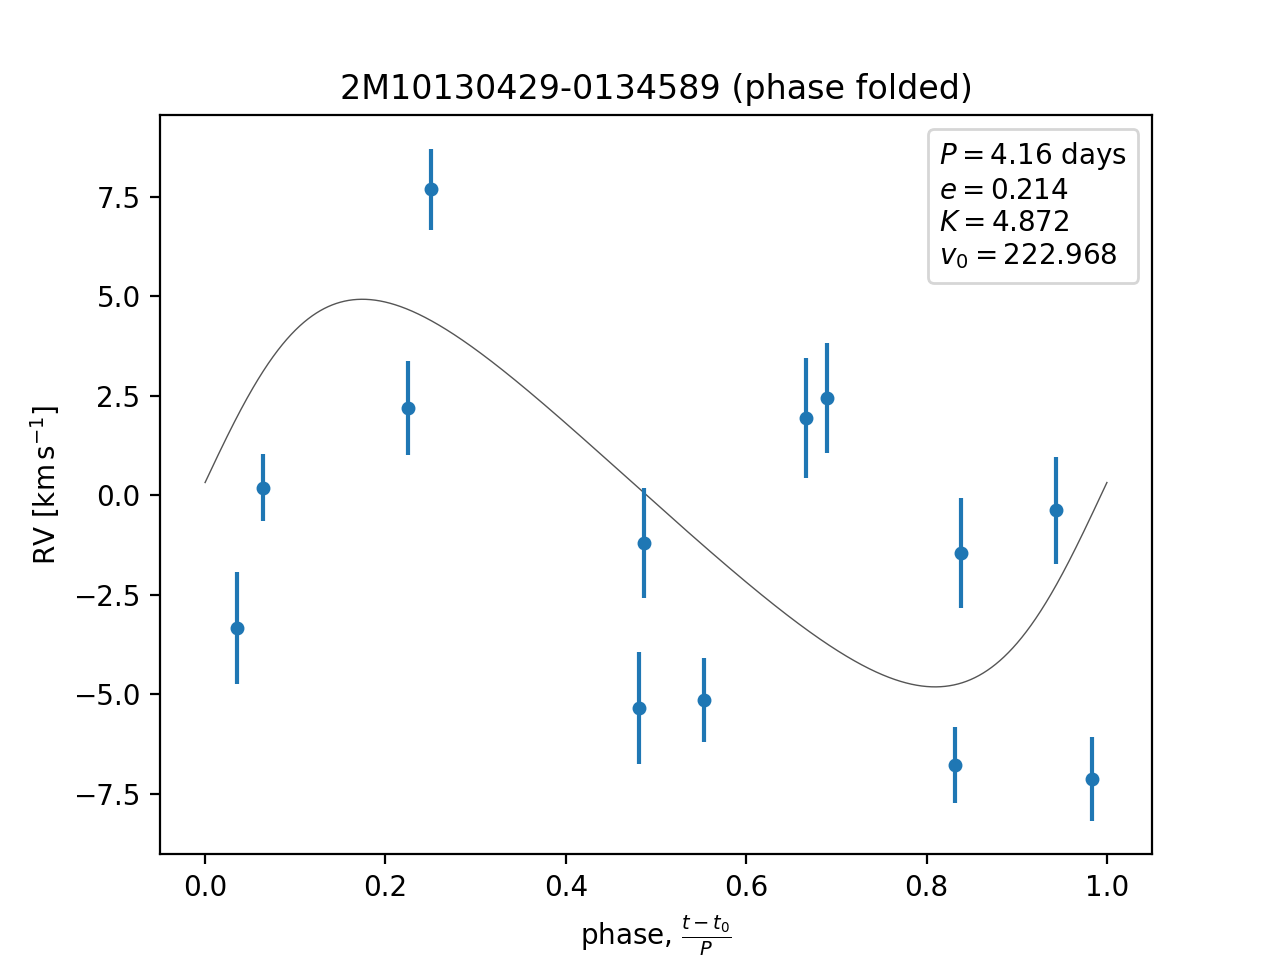 2M10130429-0134589 (phase folded)
P = 4.16 days
e = 0.214
K = 4.872
v₀ = 222.968
RV [km s⁻¹]
7.5
5.0
2.5
0.0
−2.5
−5.0
−7.5
0.0 0.2 0.4 0.6 0.8 1.0
phase, (t − t₀)/P